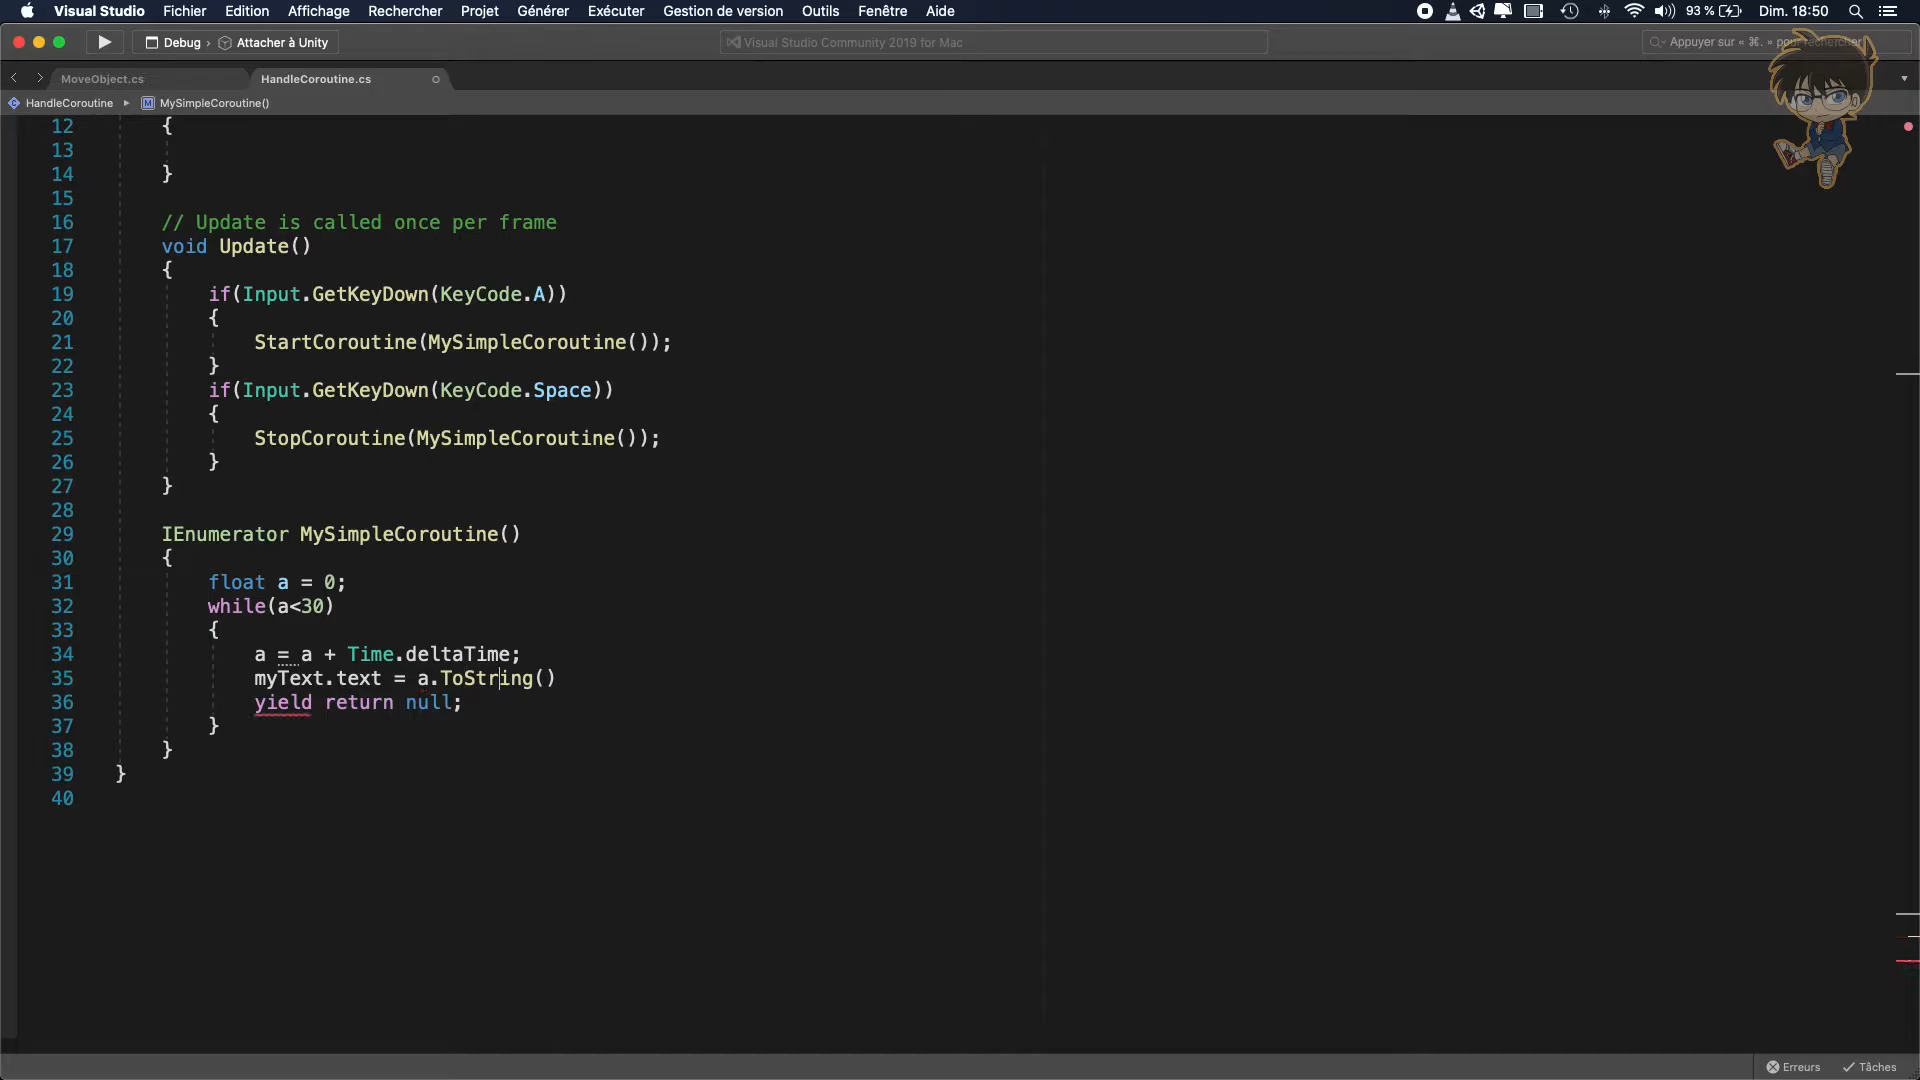 Visual Studio Fichier Edition Affichage Rechercher Projet Générer Exécuter Gestion de version Outils Fenêtre Aide 93 % Dim. 18:50
Debug › Attacher à Unity Visual Studio Community 2019 for Mac Appuyer sur « ⌘. » pour rechercher
MoveObject.cs HandleCoroutine.cs
HandleCoroutine MySimpleCoroutine()
12 {
13
14 }
15
16 // Update is called once per frame
17 void Update()
18 {
19 if(Input.GetKeyDown(KeyCode.A))
20 {
21 StartCoroutine(MySimpleCoroutine());
22 }
23 if(Input.GetKeyDown(KeyCode.Space))
24 {
25 StopCoroutine(MySimpleCoroutine());
26 }
27 }
28
29 IEnumerator MySimpleCoroutine()
30 {
31 float a = 0;
32 while(a<30)
33 {
34 a = a + Time.deltaTime;
35 myText.text = a.ToString()
36 yield return null;
37 }
38 }
39 }
40
Erreurs Tâches